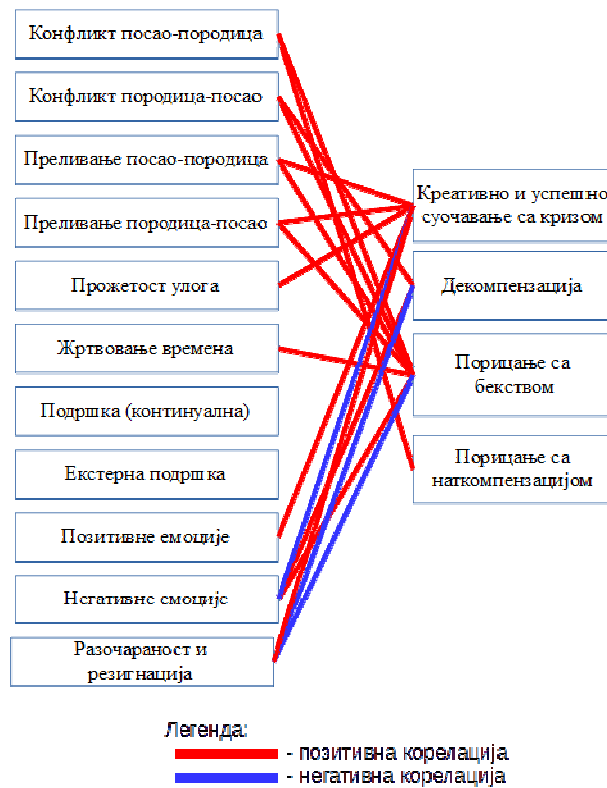 Конфликт посао-породица
Конфликт породица-посао
Преливање посао-породица
Преливање породица-посао
Прожетост улога
Жртвовање времена
Подршка (континуална)
Екстерна подршка
Позитивне емоције
Негативне емоције
Разочараност и
резигнација
Креативно и успешно
суочавање са кризом
Декомпензација
Порицање са
бекством
Порицање са
наткомпензацијом
Легенда:
- позитивна корелација
- негативна корелација